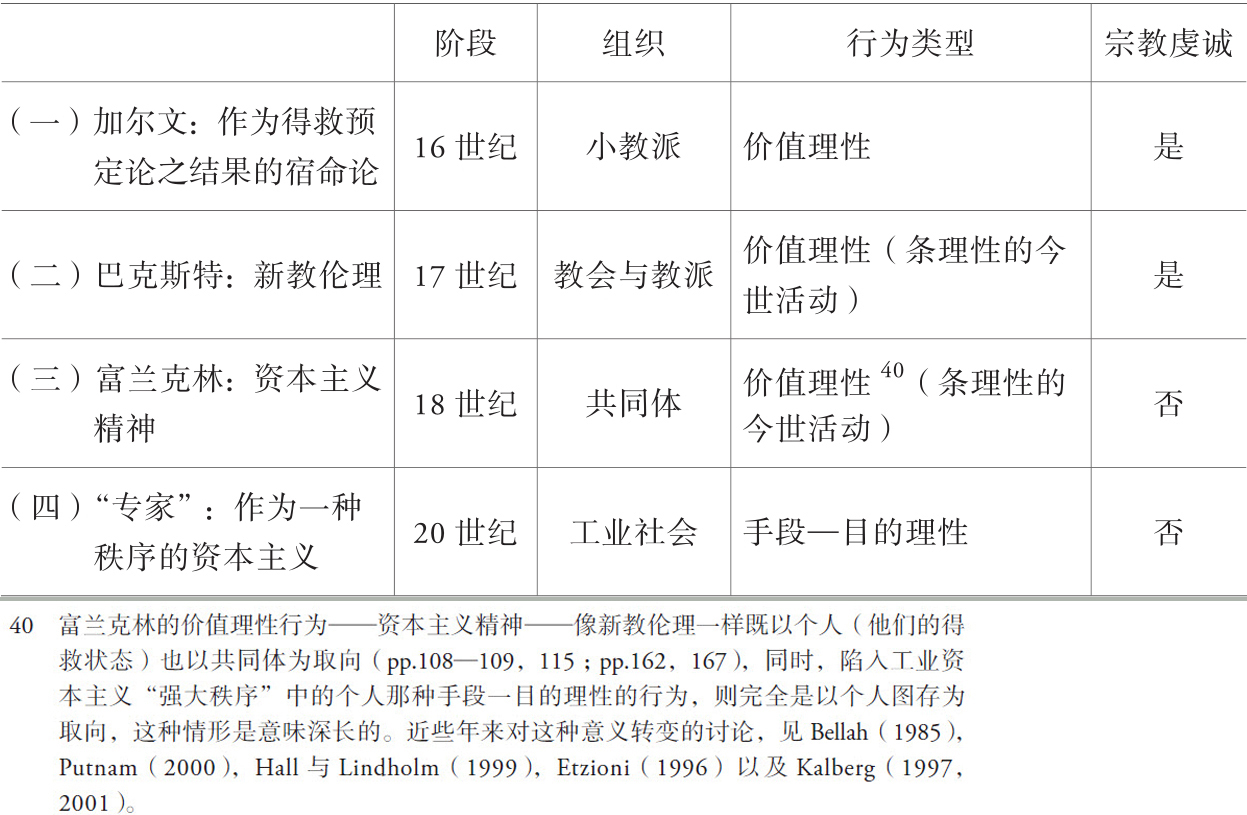 阶段 组织 行为类型 宗教虔诚
（一）加尔文：作为得救预
定论之结果的宿命论
16 世纪 小教派 价值理性 是
（二）巴克斯特：新教伦理 17 世纪 教会与教派
价值理性（条理性的今
世活动）
是
（三）富兰克林：资本主义
精神
18 世纪 共同体
价值理性 40（条理性的
今世活动）
否
（四）“专家”：作为一种
秩序的资本主义
20 世纪 工业社会 手段—目的理性 否
40 富兰克林的价值理性行为——资本主义精神——像新教伦理一样既以个人（他们的得
救状态）也以共同体为取向（pp.108—109，115；pp.162，167），同时，陷入工业资
本主义“强大秩序”中的个人那种手段一目的理性的行为，则完全是以个人图存为
取向，这种情形是意味深长的。近些年来对这种意义转变的讨论，见 Bellah（1985），
Putnam（2000），Hall 与 Lindholm（1999），Etzioni（1996）以及 Kalberg（1997，
2001）。